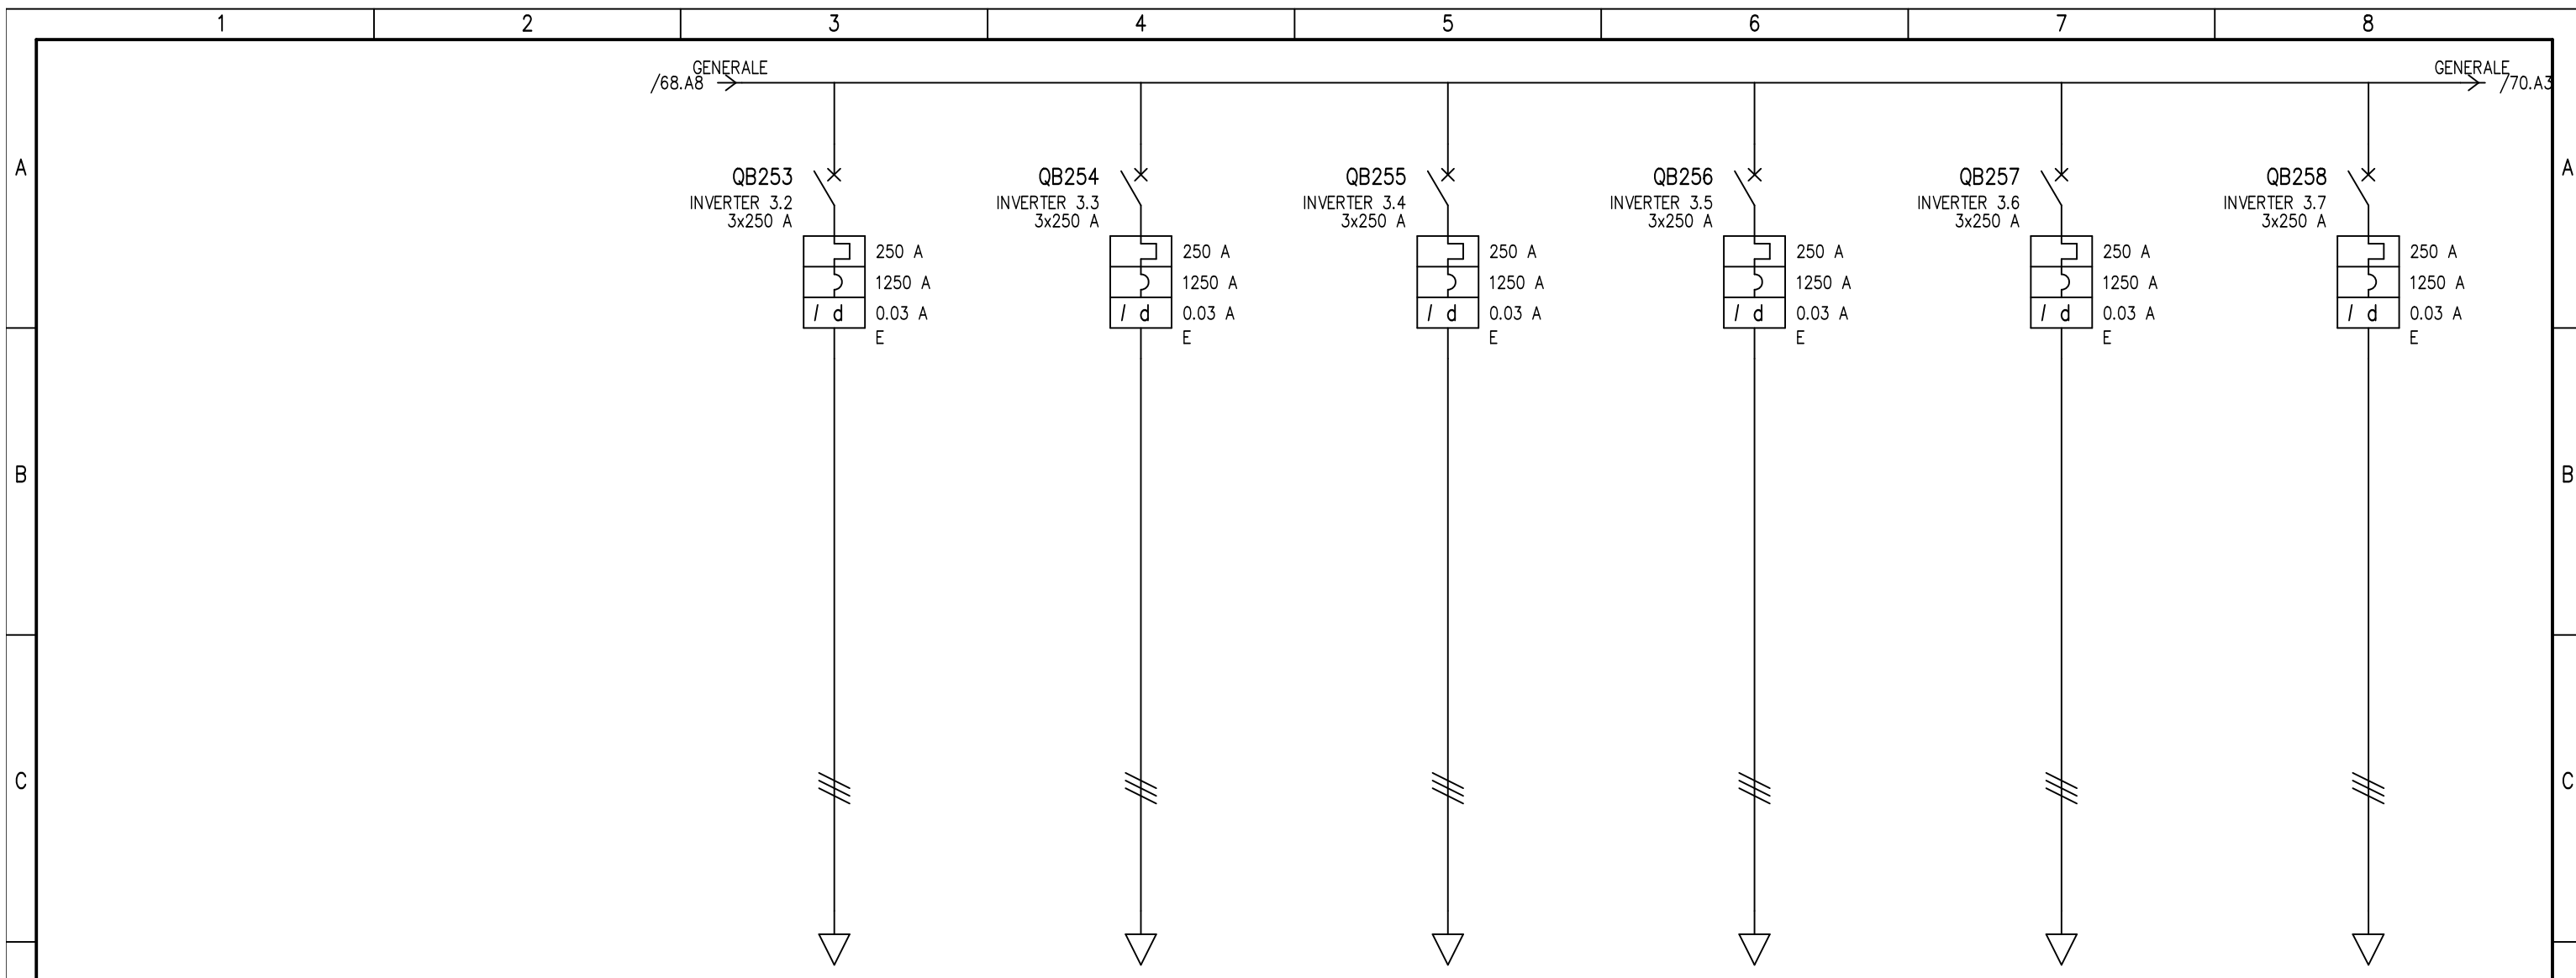 1 2 3 4 5 6 7 8
GENERALE GENERALE
/68.A8 /70.A3
A A
QB253 QB254 QB255 QB256 QB257 QB258
INVERTER 3.2 INVERTER 3.3 INVERTER 3.4 INVERTER 3.5 INVERTER 3.6 INVERTER 3.7
3x250 A 3x250 A 3x250 A 3x250 A 3x250 A 3x250 A
250 A 250 A 250 A 250 A 250 A 250 A
1250 A 1250 A 1250 A 1250 A 1250 A 1250 A
I d 0.03 A I d 0.03 A I d 0.03 A I d 0.03 A I d 0.03 A I d 0.03 A
E E E E E E
B B
C C